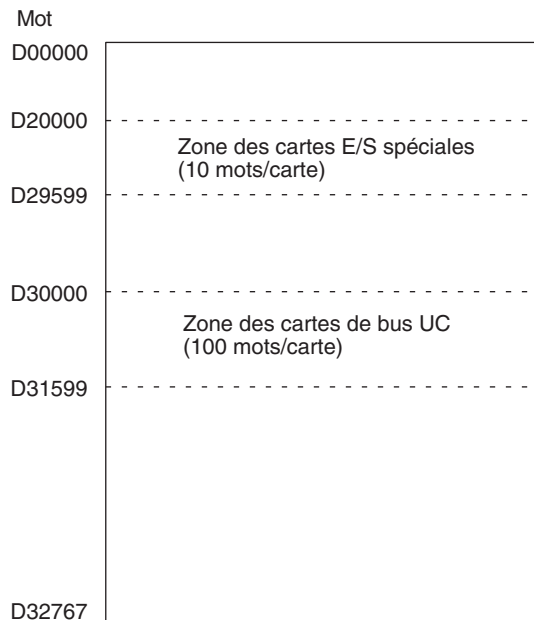 Mot
D00000
D20000
Zone des cartes E/S spéciales
(10 mots/carte)
D29599
D30000
Zone des cartes de bus UC
(100 mots/carte)
D31599
D32767